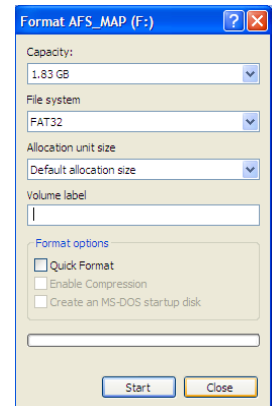 Format AFS_MAP (F:)
Capacity:
1.83 GB
File system
FAT32
Allocation unit size
Default allocation size
Volume label
Format options
Quick Format
Enable Compression
Create an MS-DOS startup disk
Start Close